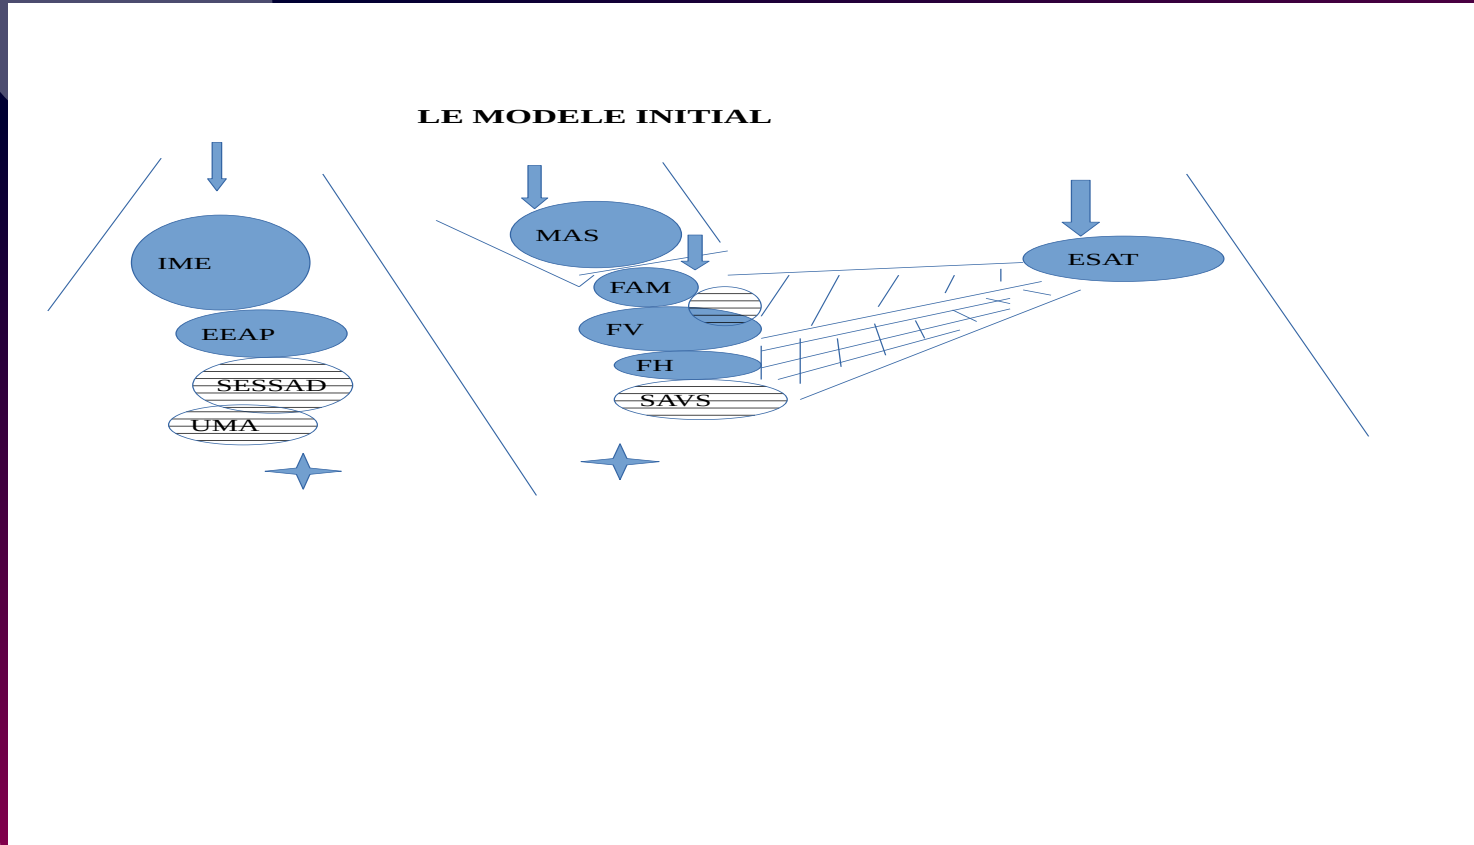 LE MODELE INITIAL
IME
EEAP
SESSAD
UMA
MAS
FAM
FV
FH
SAVS
ESAT